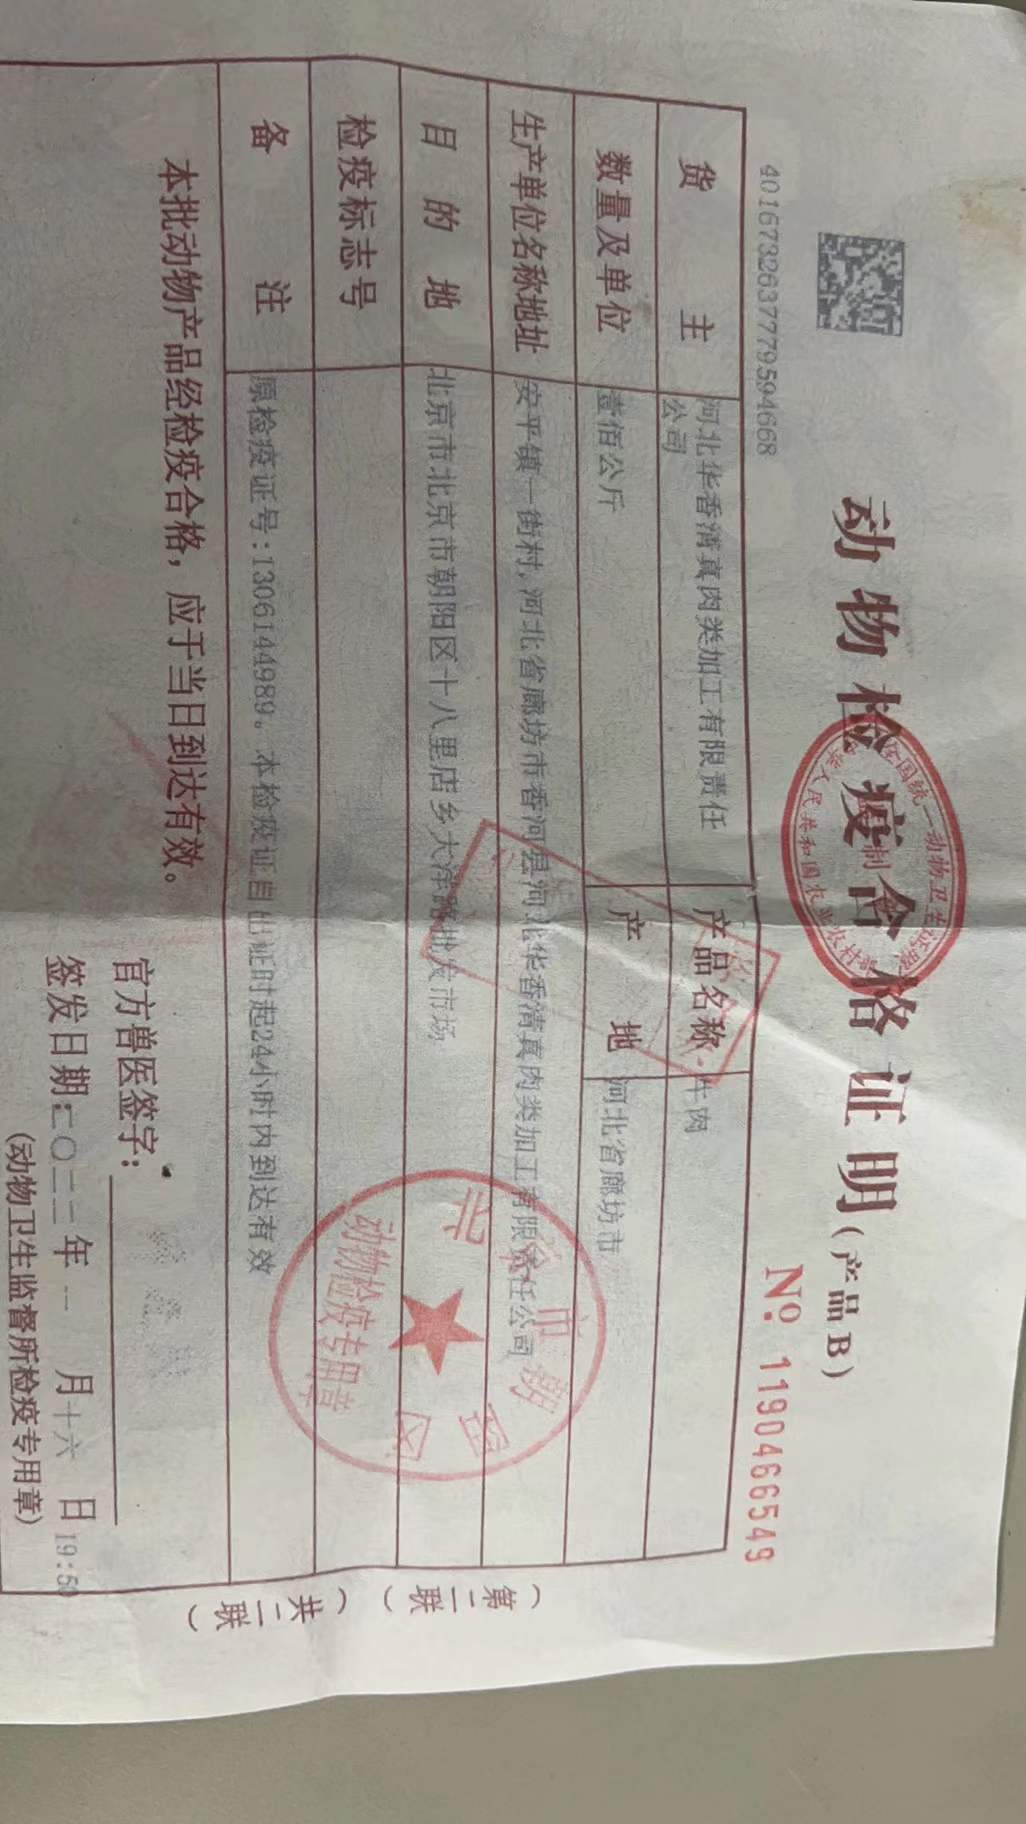 动物检疫合格证明(产品B)
4016732637779594668
№: 1190466549
货主 河北华香清真肉类加工有限责任公司 产品名称 牛肉
数量及单位 壹佰公斤 产地 河北省廊坊市
生产单位名称地址 安平镇一街村,河北省廊坊市香河县河北华香清真肉类加工有限责任公司
目的地 北京市北京市朝阳区十八里店乡大洋路批发市场
检疫标志号
备注 原检疫证号:1306144989。本检疫证自出证时起24小时内到达有效
本批动物产品经检疫合格,应于当日到达有效。
官方兽医签字:
签发日期:二〇二二年一月十六日 19:50
(动物卫生监督所检疫专用章)
(第二联)
(共二联)
动物检疫专用章